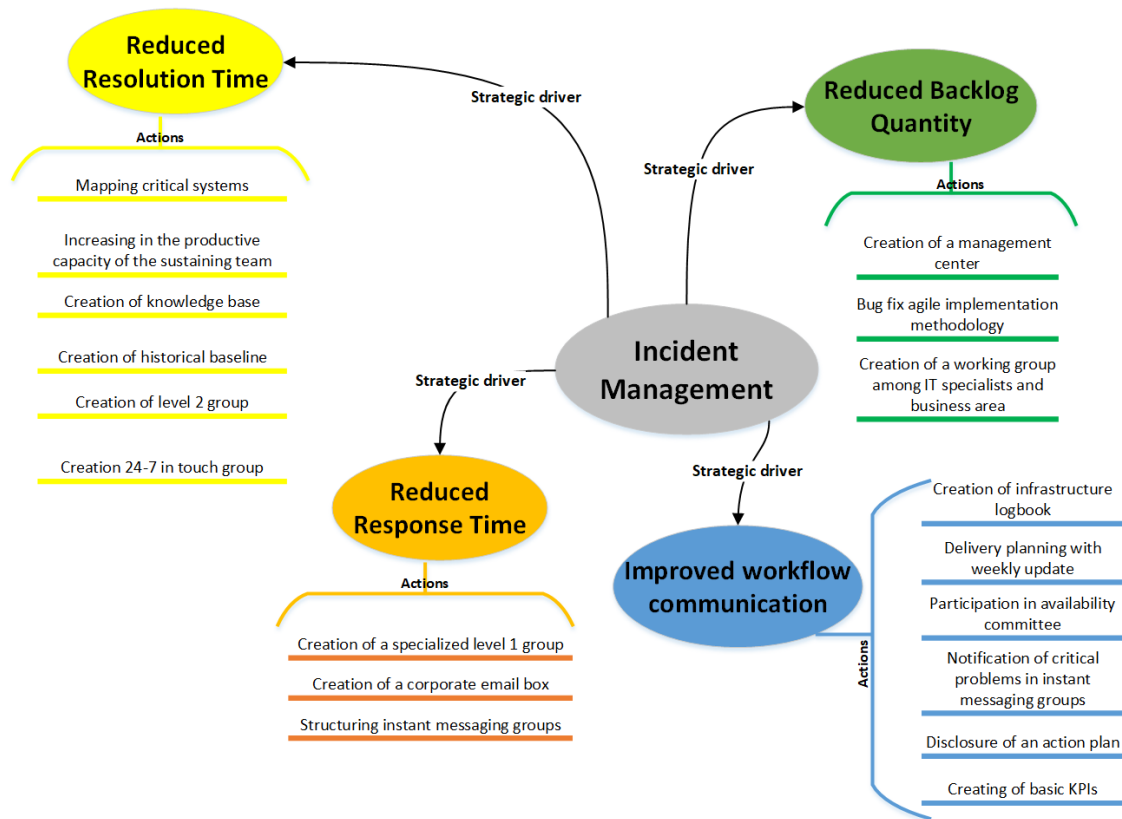 Reduced
Resolution Time
Actions
Mapping critical systems
Increasing in the productive
capacity of the sustaining team
Creation of knowledge base
Creation of historical baseline
Creation of level 2 group
Creation 24-7 in touch group
Strategic driver
Reduced Backlog
Quantity
Strategic driver
Actions
Creation of a management
center
Bug fix agile implementation
methodology
Creation of a working group
among IT specialists and
business area
Incident
Management
Strategic driver
Reduced
Response Time
Actions
Creation of a specialized level 1 group
Creation of a corporate email box
Structuring instant messaging groups
Strategic driver
Improved workflow
communication
Actions
Creation of infrastructure
logbook
Delivery planning with
weekly update
Participation in availability
committee
Notification of critical
problems in instant
messaging groups
Disclosure of an action plan
Creating of basic KPIs